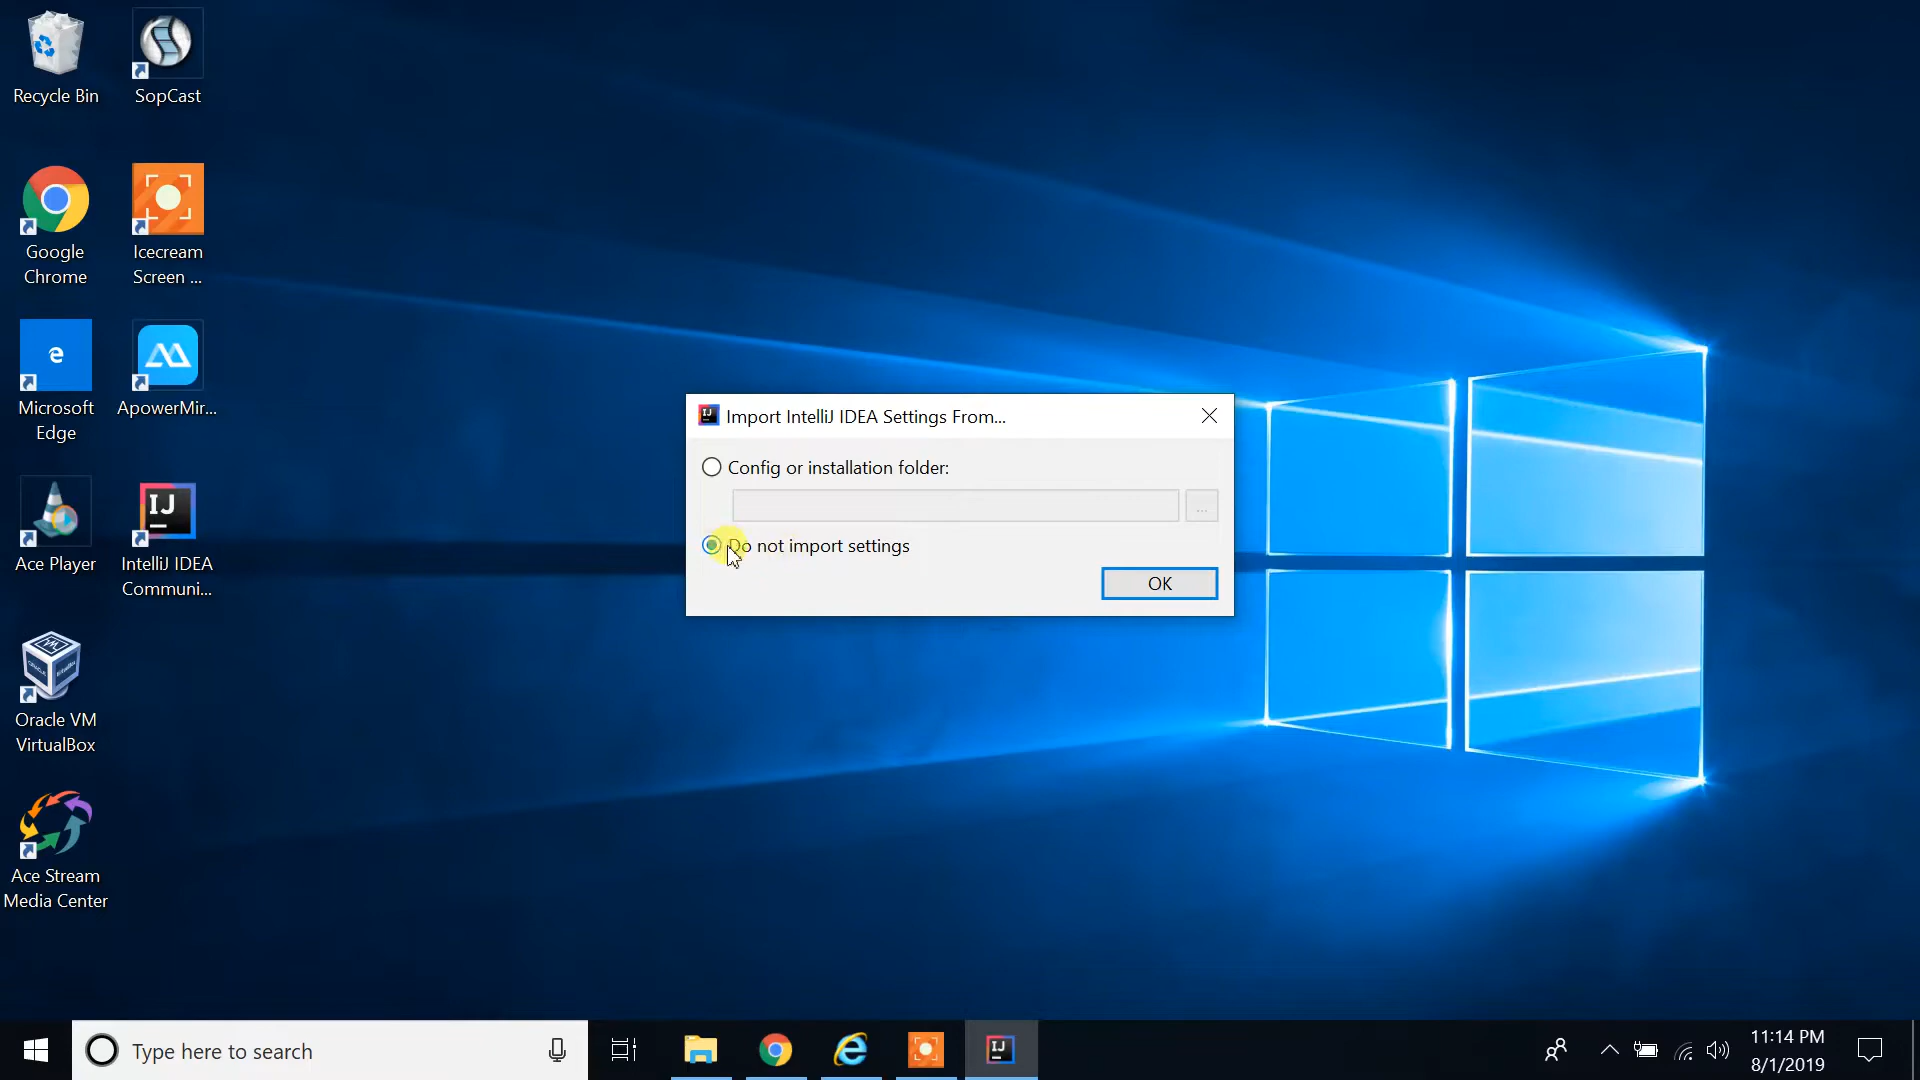 Recycle Bin
SopCast
Google
Chrome
Icecream
Screen ...
Microsoft
Edge
ApowerMir...
Ace Player
IntelliJ IDEA
Communi...
Oracle VM
VirtualBox
Ace Stream
Media Center
IJ
Import IntelliJ IDEA Settings From...
Config or installation folder:
...
Do not import settings
OK
Type here to search
11:14 PM
8/1/2019